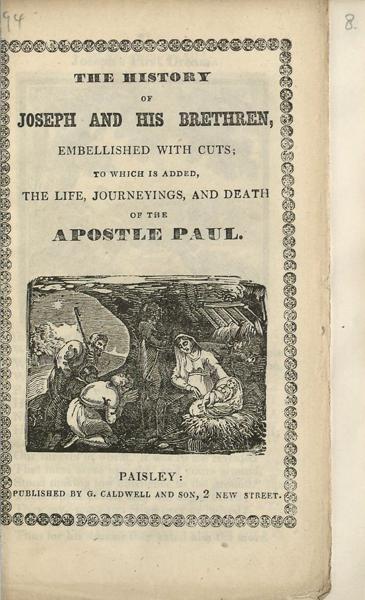 94
8.
THE HISTORY
OF
JOSEPH AND HIS BRETHREN,
EMBELLISHED WITH CUTS;
TO WHICH IS ADDED,
THE LIFE, JOURNEYINGS, AND DEATH
OF THE
APOSTLE PAUL.
PAISLEY:
PUBLISHED BY G. CALDWELL AND SON, 2 NEW STREET.